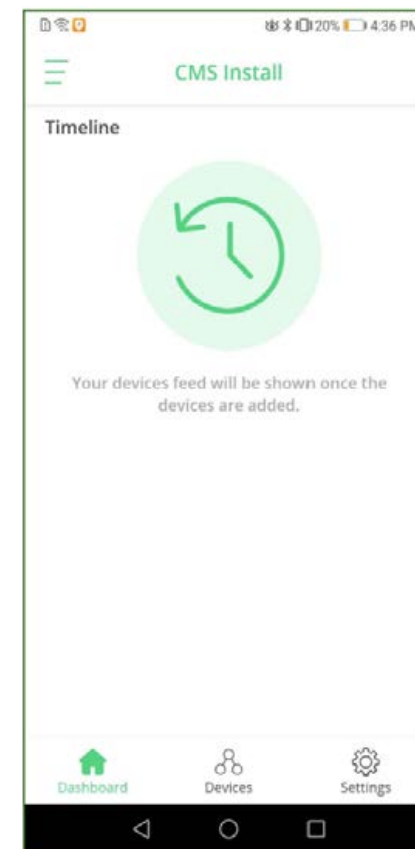 20% 4:36 PM
CMS Install
Timeline
Your devices feed will be shown once the
devices are added.
Dashboard Devices Settings